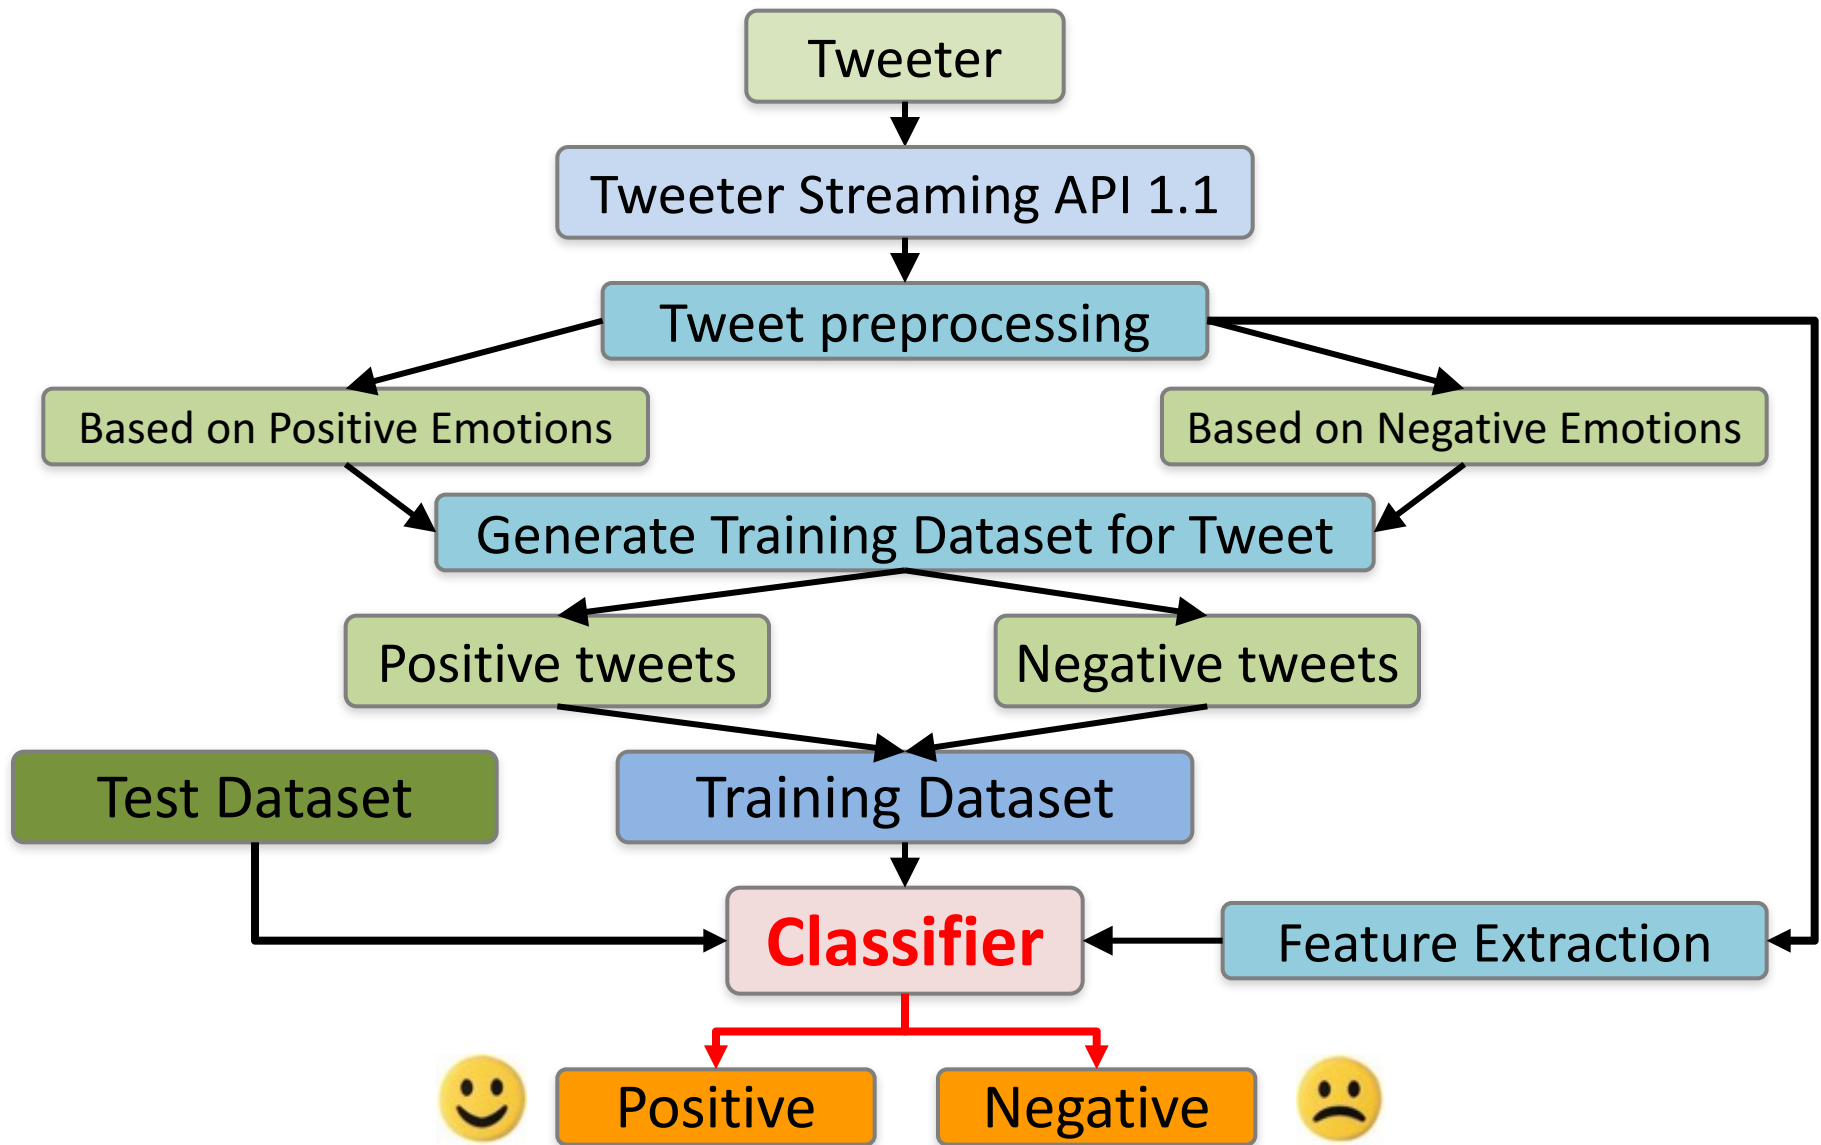 Tweeter
Tweeter Streaming API 1.1
Tweet preprocessing
Based on Positive Emotions
Based on Negative Emotions
Generate Training Dataset for Tweet
Positive tweets
Negative tweets
Test Dataset
Training Dataset
Classifier
Feature Extraction
Positive
Negative